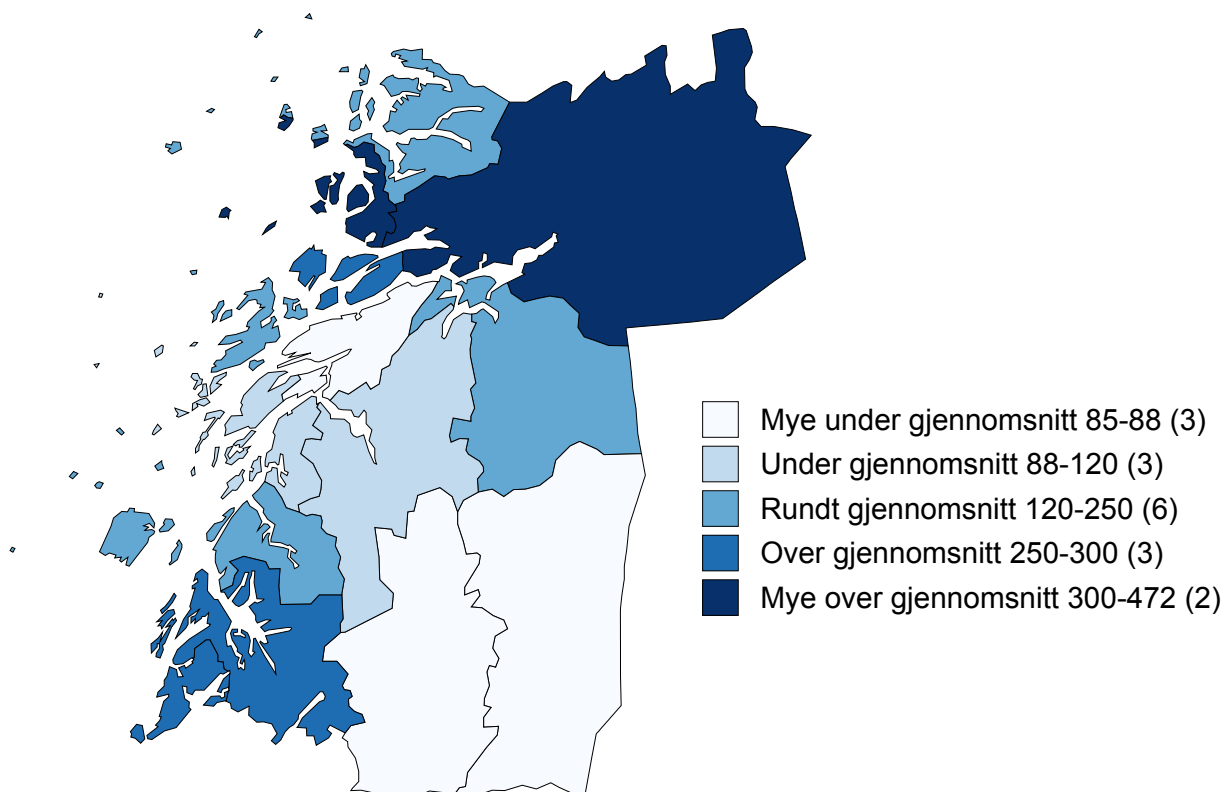 Mye under gjennomsnitt 85-88 (3)
Under gjennomsnitt 88-120 (3)
Rundt gjennomsnitt 120-250 (6)
Over gjennomsnitt 250-300 (3)
Mye over gjennomsnitt 300-472 (2)